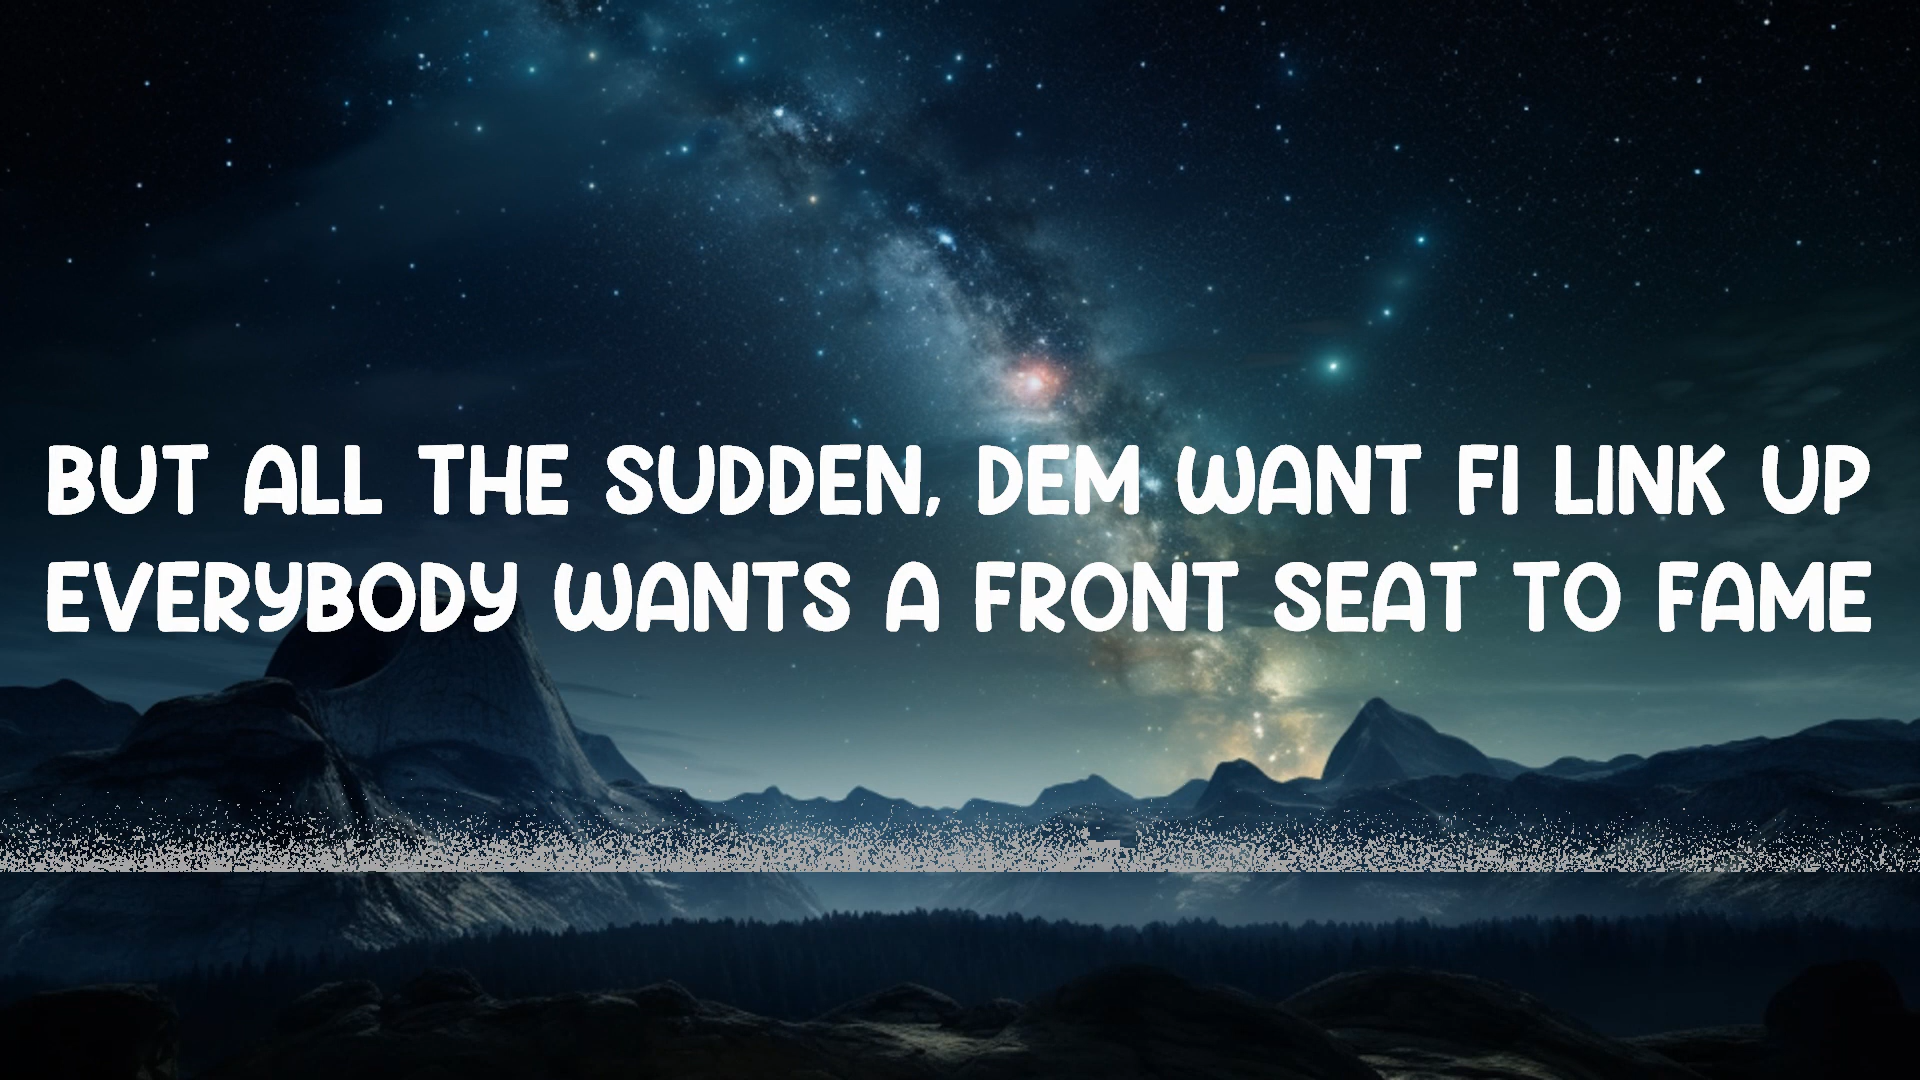 BUT ALL THE SUDDEN, DEM WANT FI LINK UP
EVERYBODY WANTS A FRONT SEAT TO FAME